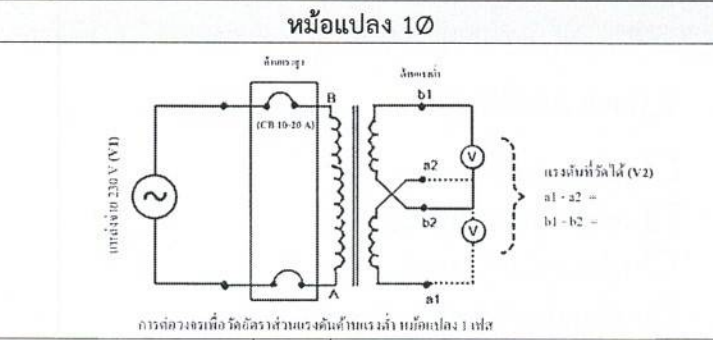 หม้อแปลง 1Ø
ด้านแรงสูง
ด้านแรงต่ำ
B
b1
(CB 10-20 A)
V
a2
แหล่งจ่าย 230 V (V1)
แรงดันที่วัดได้ (V2)
a1 - a2 =
b2
b1 - b2 =
V
A
a1
การต่อวงจรเพื่อวัดอัตราส่วนแรงดันด้านแรงต่ำ หม้อแปลง 1 เฟส